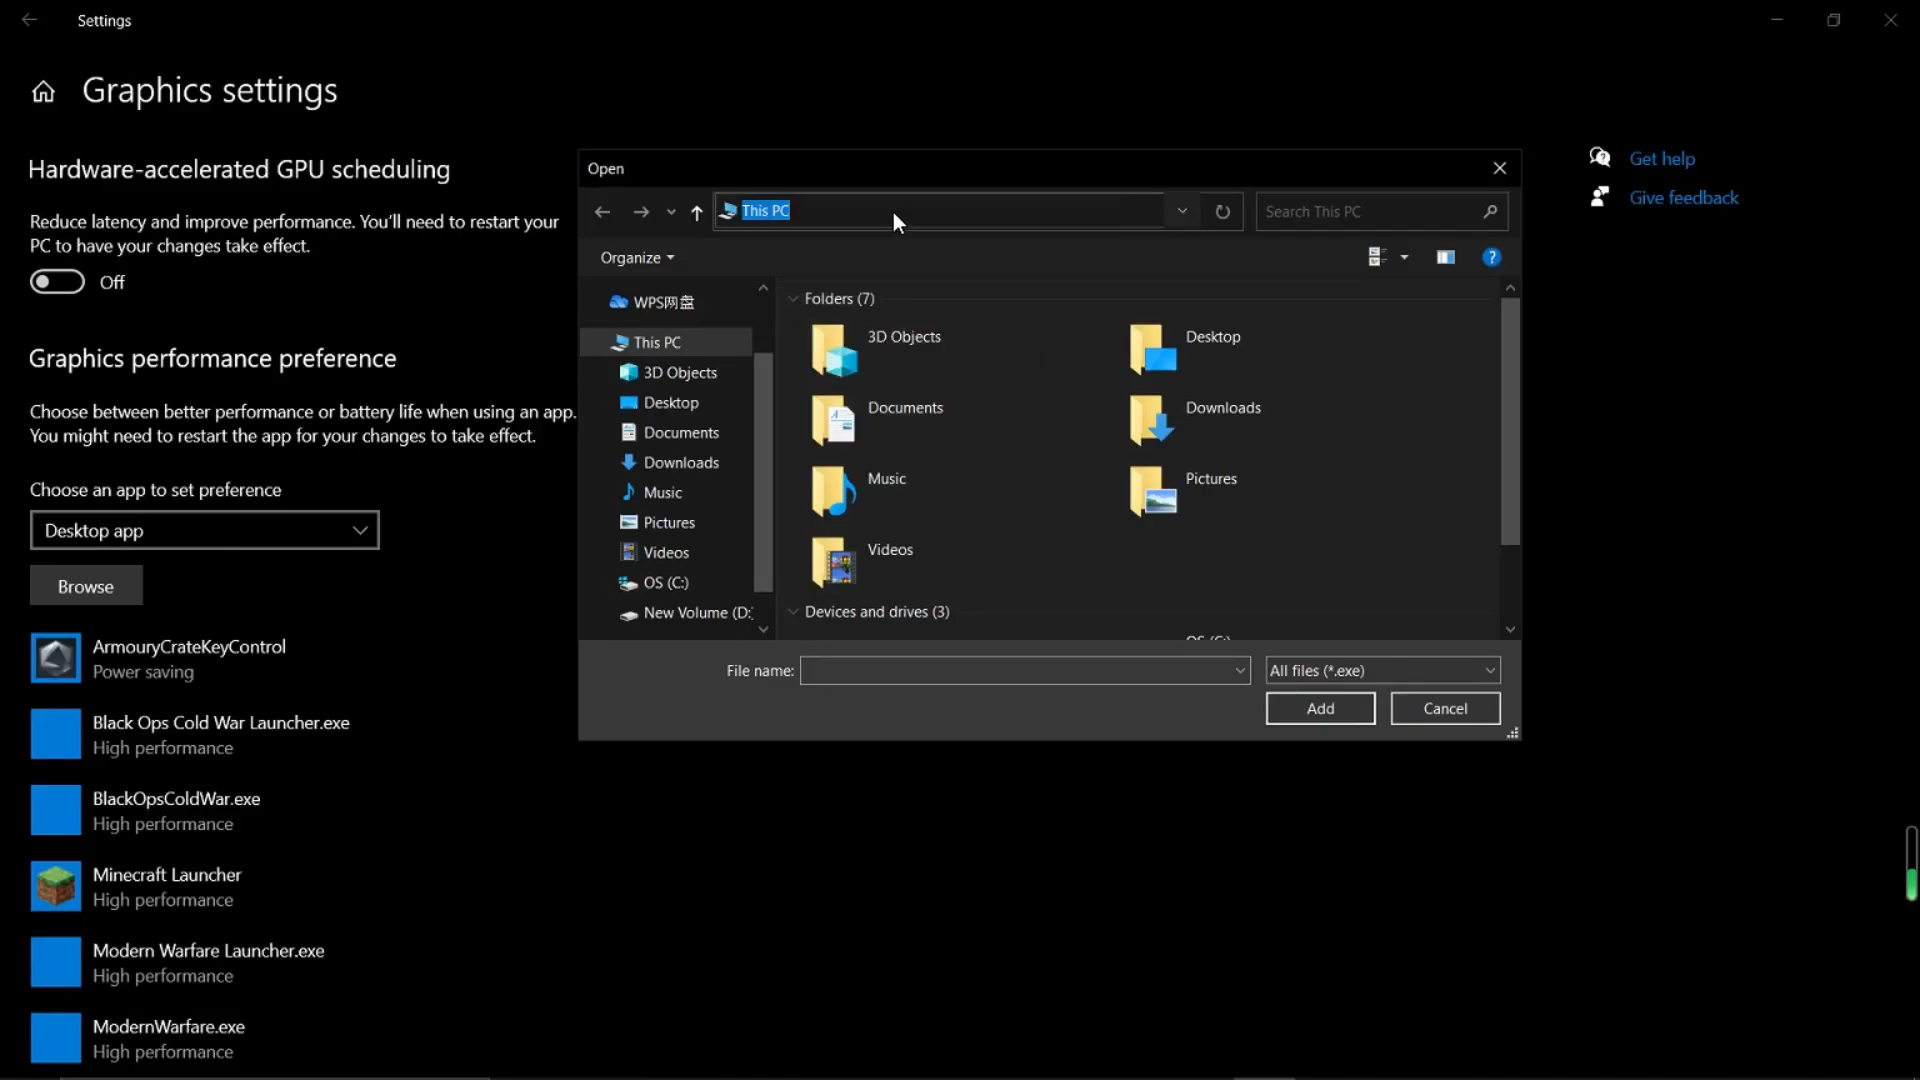 Settings
Graphics settings
Hardware-accelerated GPU scheduling
Reduce latency and improve performance. You'll need to restart your
PC to have your changes take effect.
Off
Graphics performance preference
Choose between better performance or battery life when using an app.
You might need to restart the app for your changes to take effect.
Choose an app to set preference
Desktop app
Browse
ArmouryCrateKeyControl
Power saving
Black Ops Cold War Launcher.exe
High performance
BlackOpsColdWar.exe
High performance
Minecraft Launcher
High performance
Modern Warfare Launcher.exe
High performance
ModernWarfare.exe
High performance
Open
This PC
Search This PC
Organize
WPS网盘
This PC
3D Objects
Desktop
Documents
Downloads
Music
Pictures
Videos
OS (C:)
New Volume (D:
Folders (7)
3D Objects
Desktop
Documents
Downloads
Music
Pictures
Videos
Devices and drives (3)
OS (C:)
File name:
All files (*.exe)
Add
Cancel
Get help
Give feedback